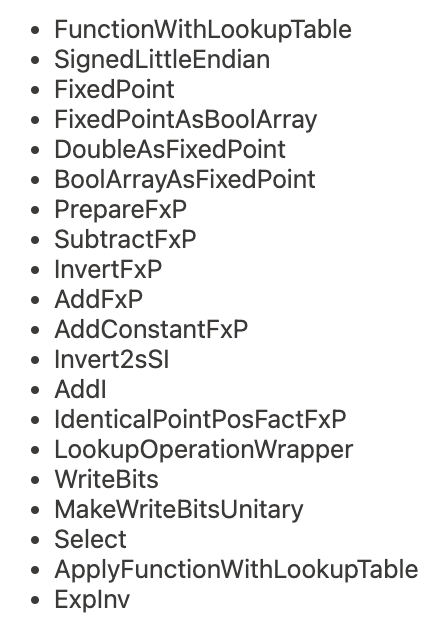 FunctionWithLookupTable
SignedLittleEndian
FixedPoint
FixedPointAsBoolArray
DoubleAsFixedPoint
BoolArrayAsFixedPoint
PrepareFxP
SubtractFxP
InvertFxP
AddFxP
AddConstantFxP
Invert2sSI
AddI
IdenticalPointPosFactFxP
LookupOperationWrapper
WriteBits
MakeWriteBitsUnitary
Select
ApplyFunctionWithLookupTable
ExpInv